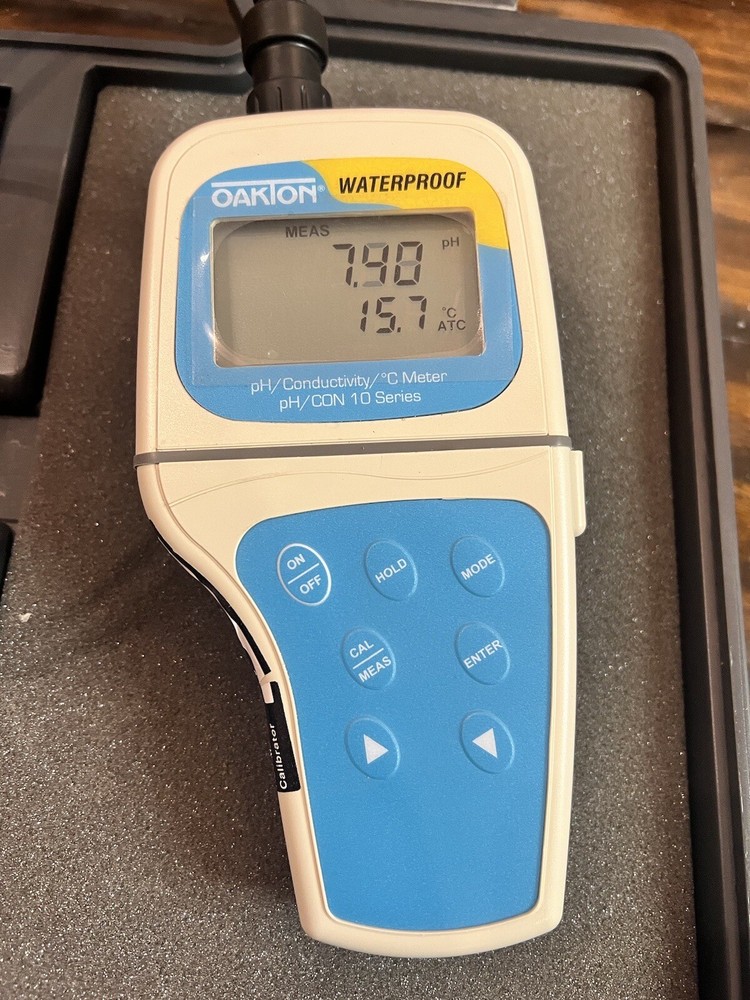 OAKTON® WATERPROOF
MEAS
7.98 pH
15.7 °C
ATC
pH/Conductivity/°C Meter
pH/CON 10 Series
ON
OFF
HOLD
MODE
CAL
MEAS
ENTER
Calibrator